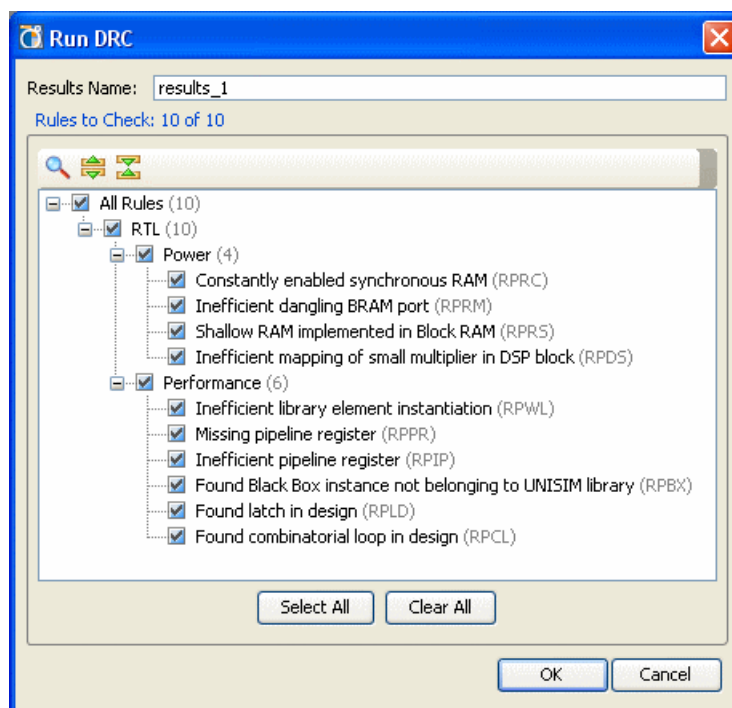 Run DRC
Results Name: results_1
Rules to Check: 10 of 10
All Rules (10)
RTL (10)
Power (4)
Constantly enabled synchronous RAM (RPRC)
Inefficient dangling BRAM port (RPRM)
Shallow RAM implemented in Block RAM (RPRS)
Inefficient mapping of small multiplier in DSP block (RPDS)
Performance (6)
Inefficient library element instantiation (RPWL)
Missing pipeline register (RPPR)
Inefficient pipeline register (RPIP)
Found Black Box instance not belonging to UNISIM library (RPBX)
Found latch in design (RPLD)
Found combinatorial loop in design (RPCL)
Select All Clear All
OK Cancel